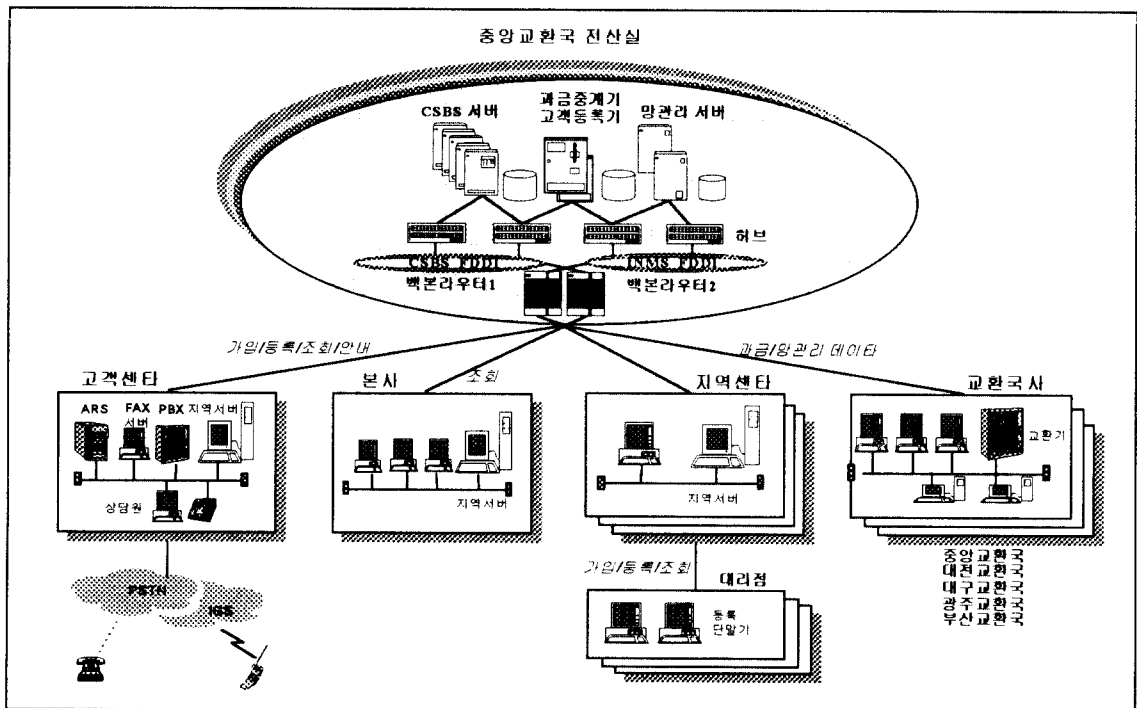 중앙교환국 전산실
CSBS 서버
과금중계기
고객등록기
망관리 서버
허브
CSBS FDDI
INMS FDDI
백본라우터1
백본라우터2
가입/등록/조회/안내
조회
과금/망관리 데이타
고객센타
본사
지역센타
교환국사
ARS
FAX
서버
PBX
지역서버
상담원
지역서버
지역서버
교환기
PSTN
가입/등록/조회
대리점
등록
단말기
중앙교환국
대전교환국
대구교환국
광주교환국
부산교환국